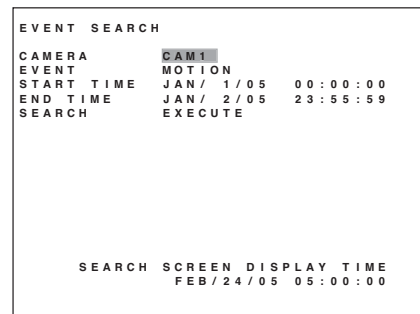 EVENT SEARCH
CAMERA CAM1
EVENT MOTION
START TIME JAN/ 1/05 00:00:00
END TIME JAN/ 2/05 23:55:59
SEARCH EXECUTE
SEARCH SCREEN DISPLAY TIME
FEB/24/05 05:00:00